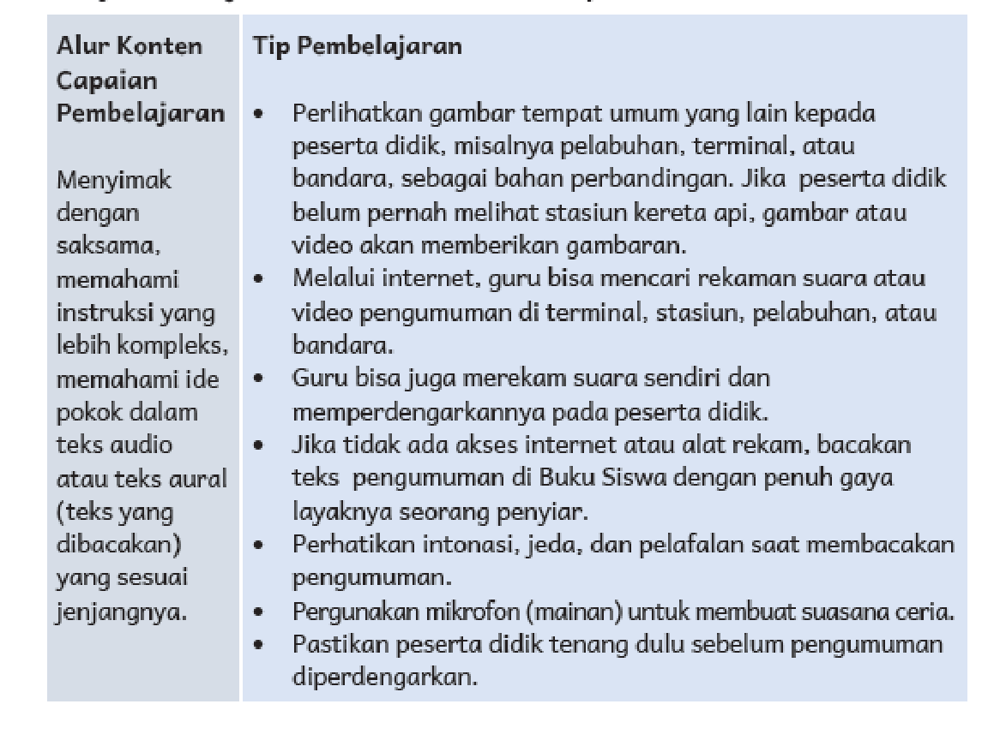 Alur Konten
Capaian
Pembelajaran
Menyimak
dengan
saksama,
memahami
instruksi yang
lebih kompleks,
memahami ide
pokok dalam
teks audio
atau teks aural
(teks yang
dibacakan)
yang sesuai
jenjangnya.
Tip Pembelajaran
• Perlihatkan gambar tempat umum yang lain kepada
peserta didik, misalnya pelabuhan, terminal, atau
bandara, sebagai bahan perbandingan. Jika peserta didik
belum pernah melihat stasiun kereta api, gambar atau
video akan memberikan gambaran.
• Melalui internet, guru bisa mencari rekaman suara atau
video pengumuman di terminal, stasiun, pelabuhan, atau
bandara.
• Guru bisa juga merekam suara sendiri dan
memperdengarkannya pada peserta didik.
• Jika tidak ada akses internet atau alat rekam, bacakan
teks pengumuman di Buku Siswa dengan penuh gaya
layaknya seorang penyiar.
• Perhatikan intonasi, jeda, dan pelafalan saat membacakan
pengumuman.
• Pergunakan mikrofon (mainan) untuk membuat suasana ceria.
• Pastikan peserta didik tenang dulu sebelum pengumuman
diperdengarkan.